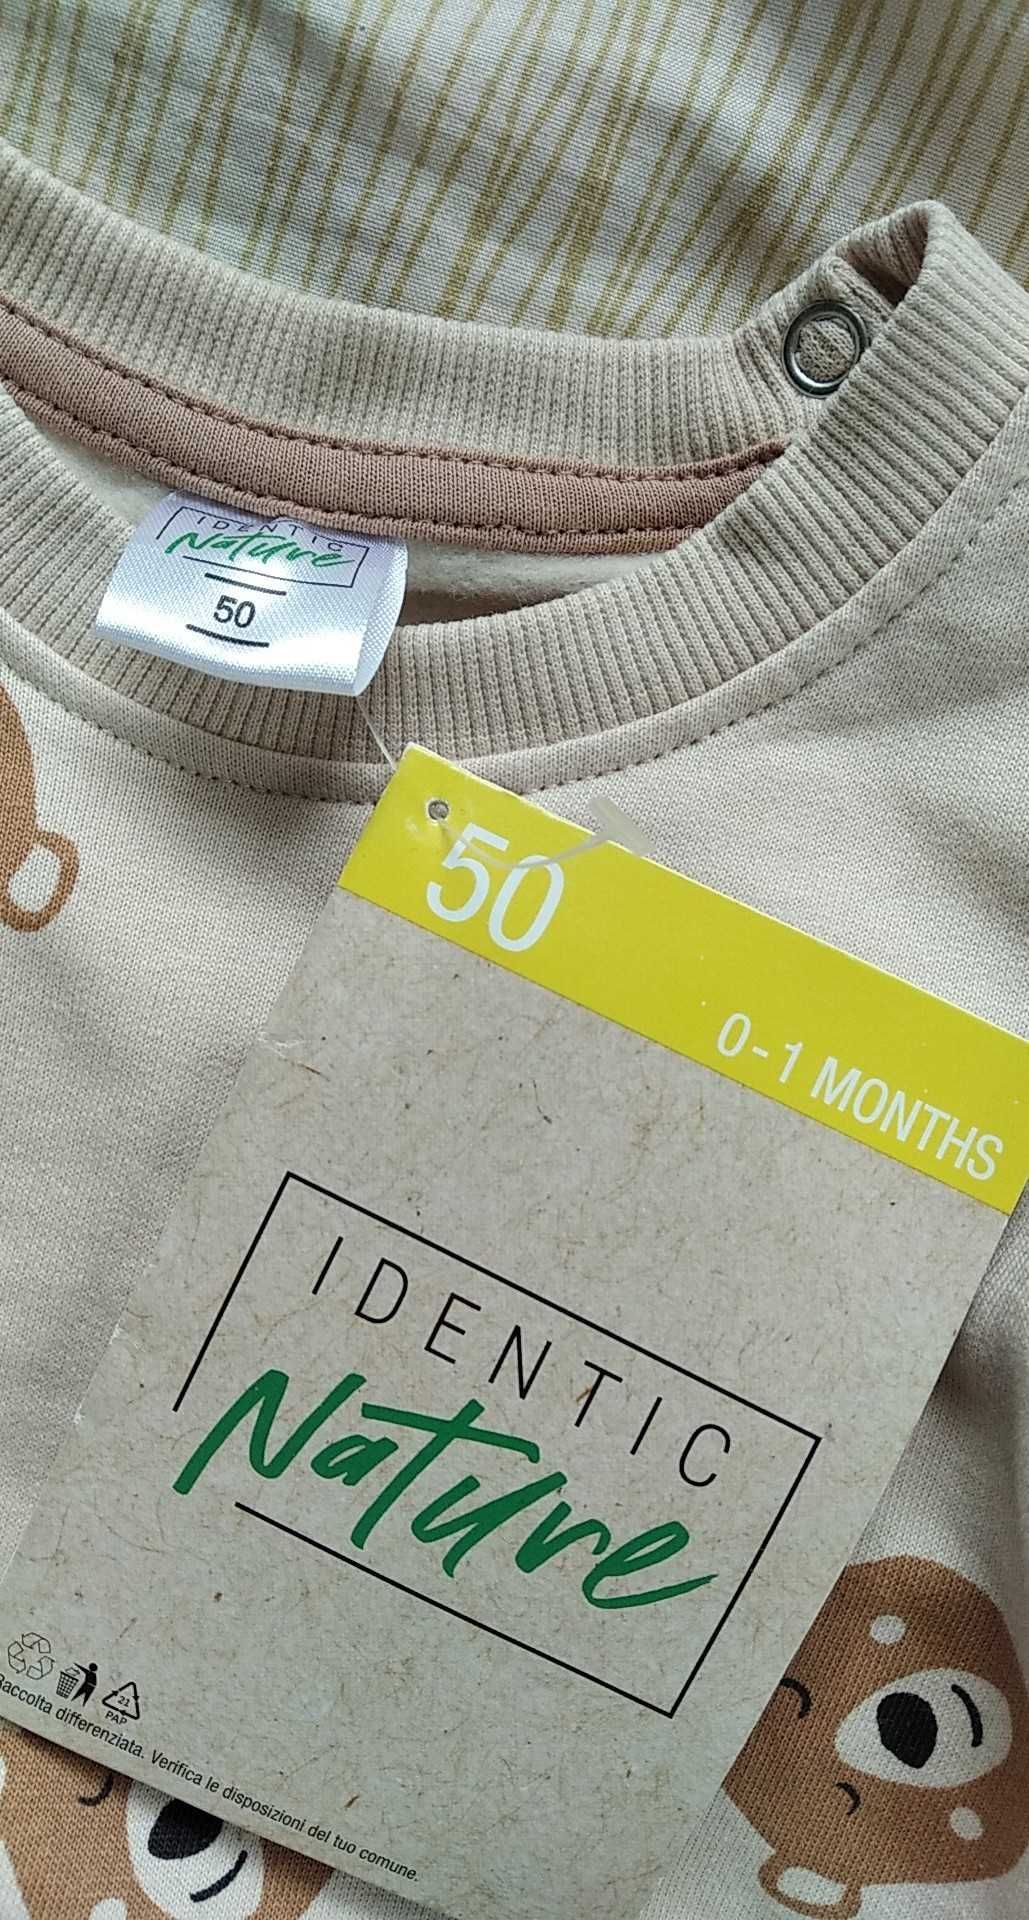 IDENTIC
Nature
50
50
0-1 MONTHS
IDENTIC
Nature
21
PAP
Raccolta differenziata. Verifica le disposizioni del tuo comune.